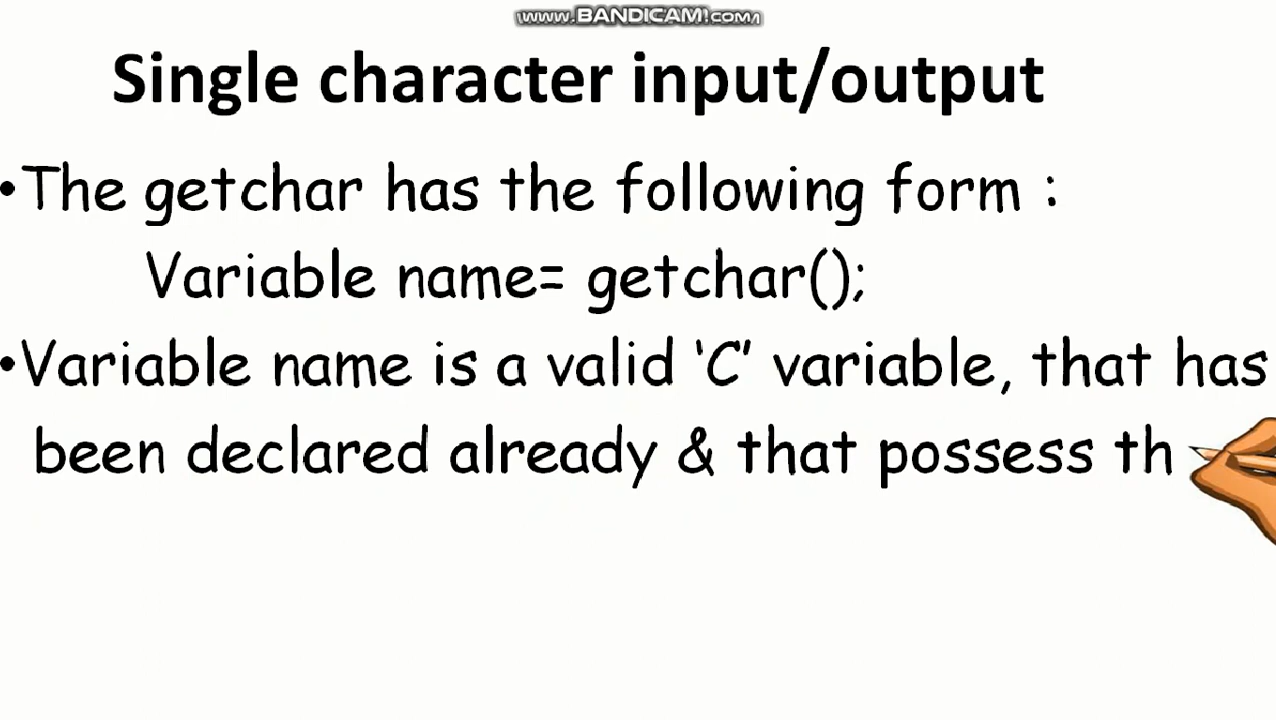 www.BANDICAM.com
Single character input/output
•The getchar has the following form :
Variable name= getchar();
•Variable name is a valid ‘C’ variable, that has
been declared already & that possess th